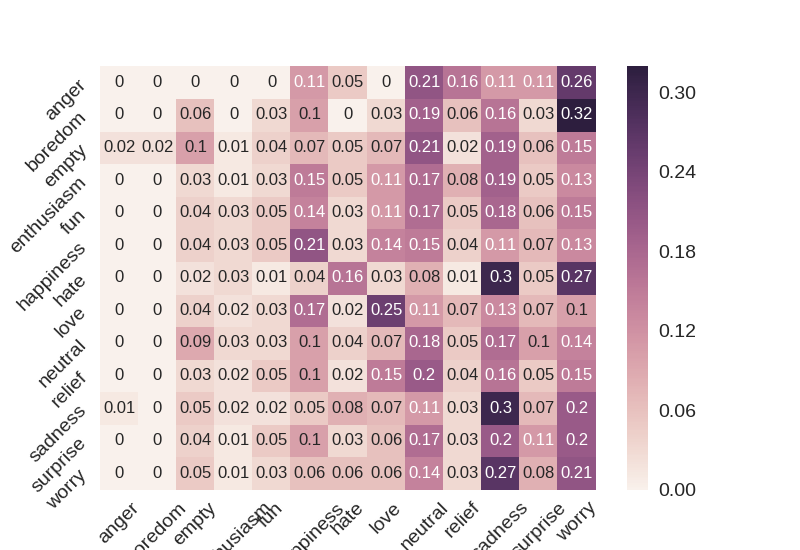 anger 0 0 0 0 0 0.11 0.05 0 0.21 0.16 0.11 0.11 0.26
boredom 0 0 0.06 0 0.03 0.1 0 0.03 0.19 0.06 0.16 0.03 0.32
empty 0.02 0.02 0.1 0.01 0.04 0.07 0.05 0.07 0.21 0.02 0.19 0.06 0.15
enthusiasm 0 0 0.03 0.01 0.03 0.15 0.05 0.11 0.17 0.08 0.19 0.05 0.13
fun 0 0 0.04 0.03 0.05 0.14 0.03 0.11 0.17 0.05 0.18 0.06 0.15
happiness 0 0 0.04 0.03 0.05 0.21 0.03 0.14 0.15 0.04 0.11 0.07 0.13
hate 0 0 0.02 0.03 0.01 0.04 0.16 0.03 0.08 0.01 0.3 0.05 0.27
love 0 0 0.04 0.02 0.03 0.17 0.02 0.25 0.11 0.07 0.13 0.07 0.1
neutral 0 0 0.09 0.03 0.03 0.1 0.04 0.07 0.18 0.05 0.17 0.1 0.14
relief 0 0 0.03 0.02 0.05 0.1 0.02 0.15 0.2 0.04 0.16 0.05 0.15
sadness 0.01 0 0.05 0.02 0.02 0.05 0.08 0.07 0.11 0.03 0.3 0.07 0.2
surprise 0 0 0.04 0.01 0.05 0.1 0.03 0.06 0.17 0.03 0.2 0.11 0.2
worry 0 0 0.05 0.01 0.03 0.06 0.06 0.06 0.14 0.03 0.27 0.08 0.21
anger oredom empty husiasm fun ppiness hate love neutral relief sadness surprise worry
0.30
0.24
0.18
0.12
0.06
0.00